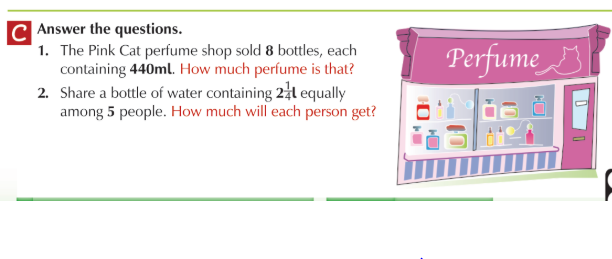 C Answer the questions.
1. The Pink Cat perfume shop sold 8 bottles, each
containing 440ml. How much perfume is that?
2. Share a bottle of water containing 2¼l equally
among 5 people. How much will each person get?
Perfume